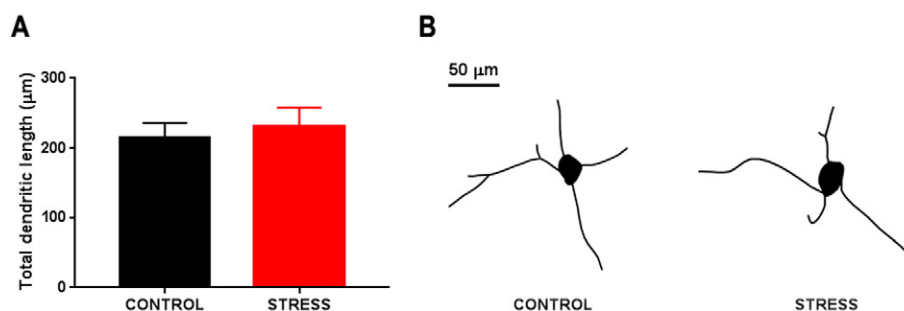 A
Total dendritic length (μm)
300
200
100
0
CONTROL
STRESS
B
50 μm
CONTROL
STRESS